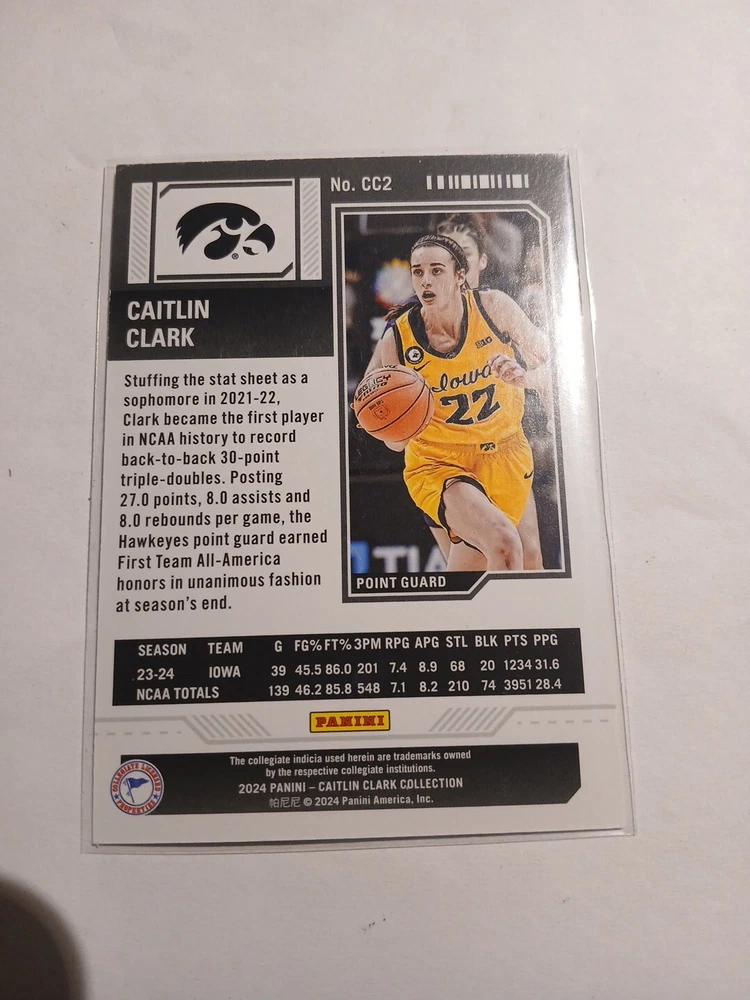 No. CC2
CAITLIN
CLARK
Stuffing the stat sheet as a
sophomore in 2021-22,
Clark became the first player
in NCAA history to record
back-to-back 30-point
triple-doubles. Posting
27.0 points, 8.0 assists and
8.0 rebounds per game, the
Hawkeyes point guard earned
First Team All-America
honors in unanimous fashion
at season's end.
Iowa
22
TIA
POINT GUARD
SEASON TEAM G FG% FT% 3PM RPG APG STL BLK PTS PPG
23-24 IOWA 39 45.5 86.0 201 7.4 8.9 68 20 1234 31.6
NCAA TOTALS 139 46.2 85.8 548 7.1 8.2 210 74 3951 28.4
PANINI
The collegiate indicia used herein are trademarks owned
by the respective collegiate institutions.
2024 PANINI – CAITLIN CLARK COLLECTION
帕尼尼 © 2024 Panini America, Inc.
COLLEGIATE LICENSED
PROPERTIES